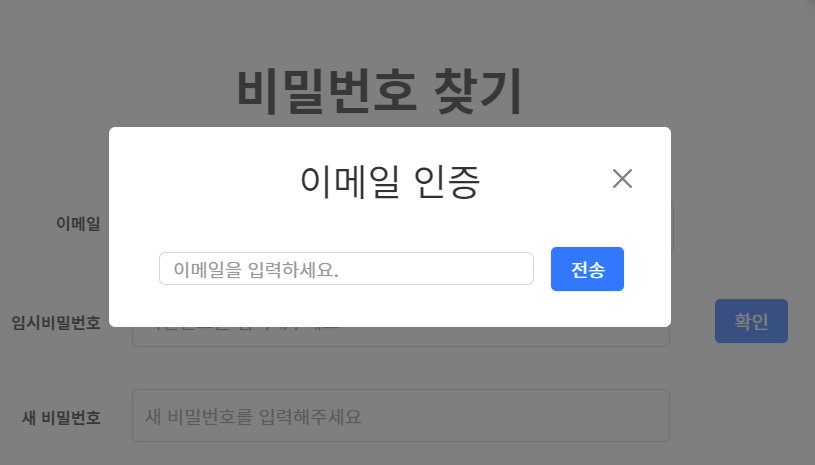 비밀번호 찾기
이메일 인증
이메일
이메일을 입력하세요.
전송
임시비밀번호
확인
새 비밀번호
새 비밀번호를 입력해주세요